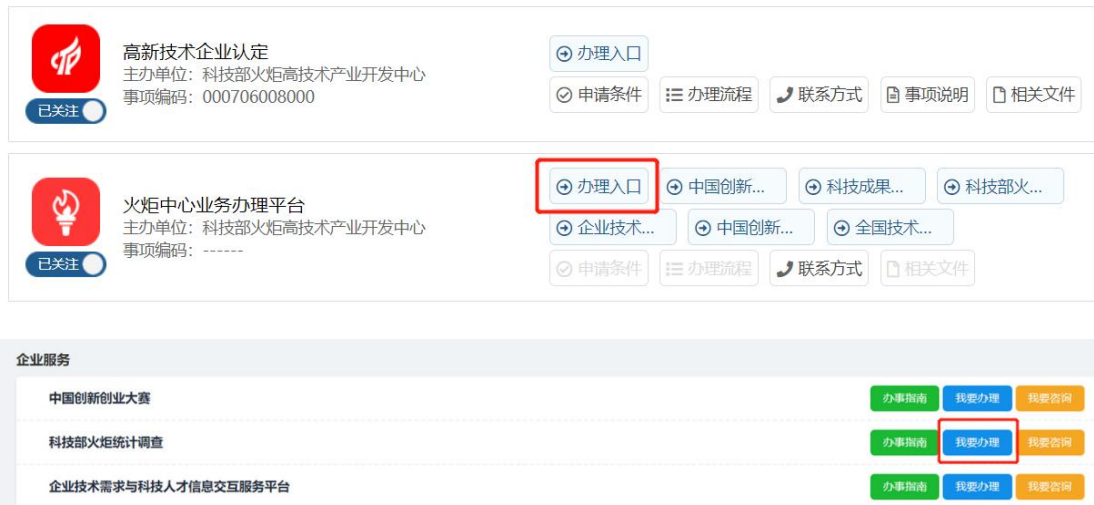 高新技术企业认定
主办单位：科技部火炬高技术产业开发中心
事项编码：000706008000
已关注
办理入口
申请条件 办理流程 联系方式 事项说明 相关文件
火炬中心业务办理平台
主办单位：科技部火炬高技术产业开发中心
事项编码：------
已关注
办理入口 中国创新... 科技成果... 科技部火...
企业技术... 中国创新... 全国技术...
申请条件 办理流程 联系方式 相关文件
企业服务
中国创新创业大赛 办事指南 我要办理 我要咨询
科技部火炬统计调查 办事指南 我要办理 我要咨询
企业技术需求与科技人才信息交互服务平台 办事指南 我要办理 我要咨询